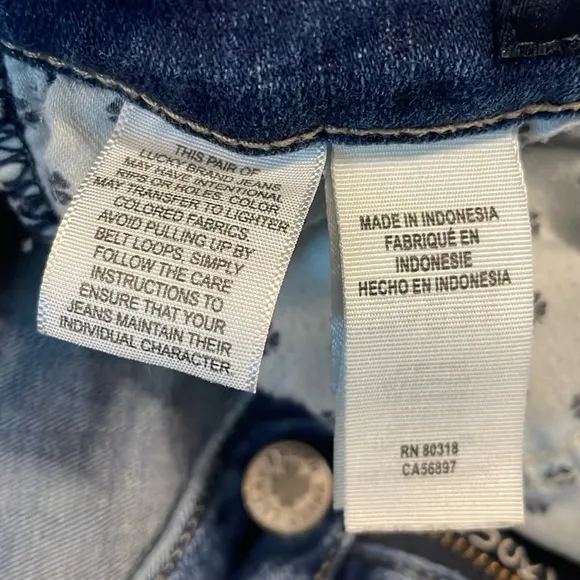 THIS PAIR OF
LUCKY BRAND JEANS
MAY HAVE INTENTIONAL
RIPS OR HOLES. COLOR
MAY TRANSFER TO LIGHTER
COLORED FABRICS.
AVOID PULLING UP BY
BELT LOOPS. SIMPLY
FOLLOW THE CARE
INSTRUCTIONS TO
ENSURE THAT YOUR
JEANS MAINTAIN THEIR
INDIVIDUAL CHARACTER
MADE IN INDONESIA
FABRIQUÉ EN
INDONESIE
HECHO EN INDONESIA
RN 80318
CA56897